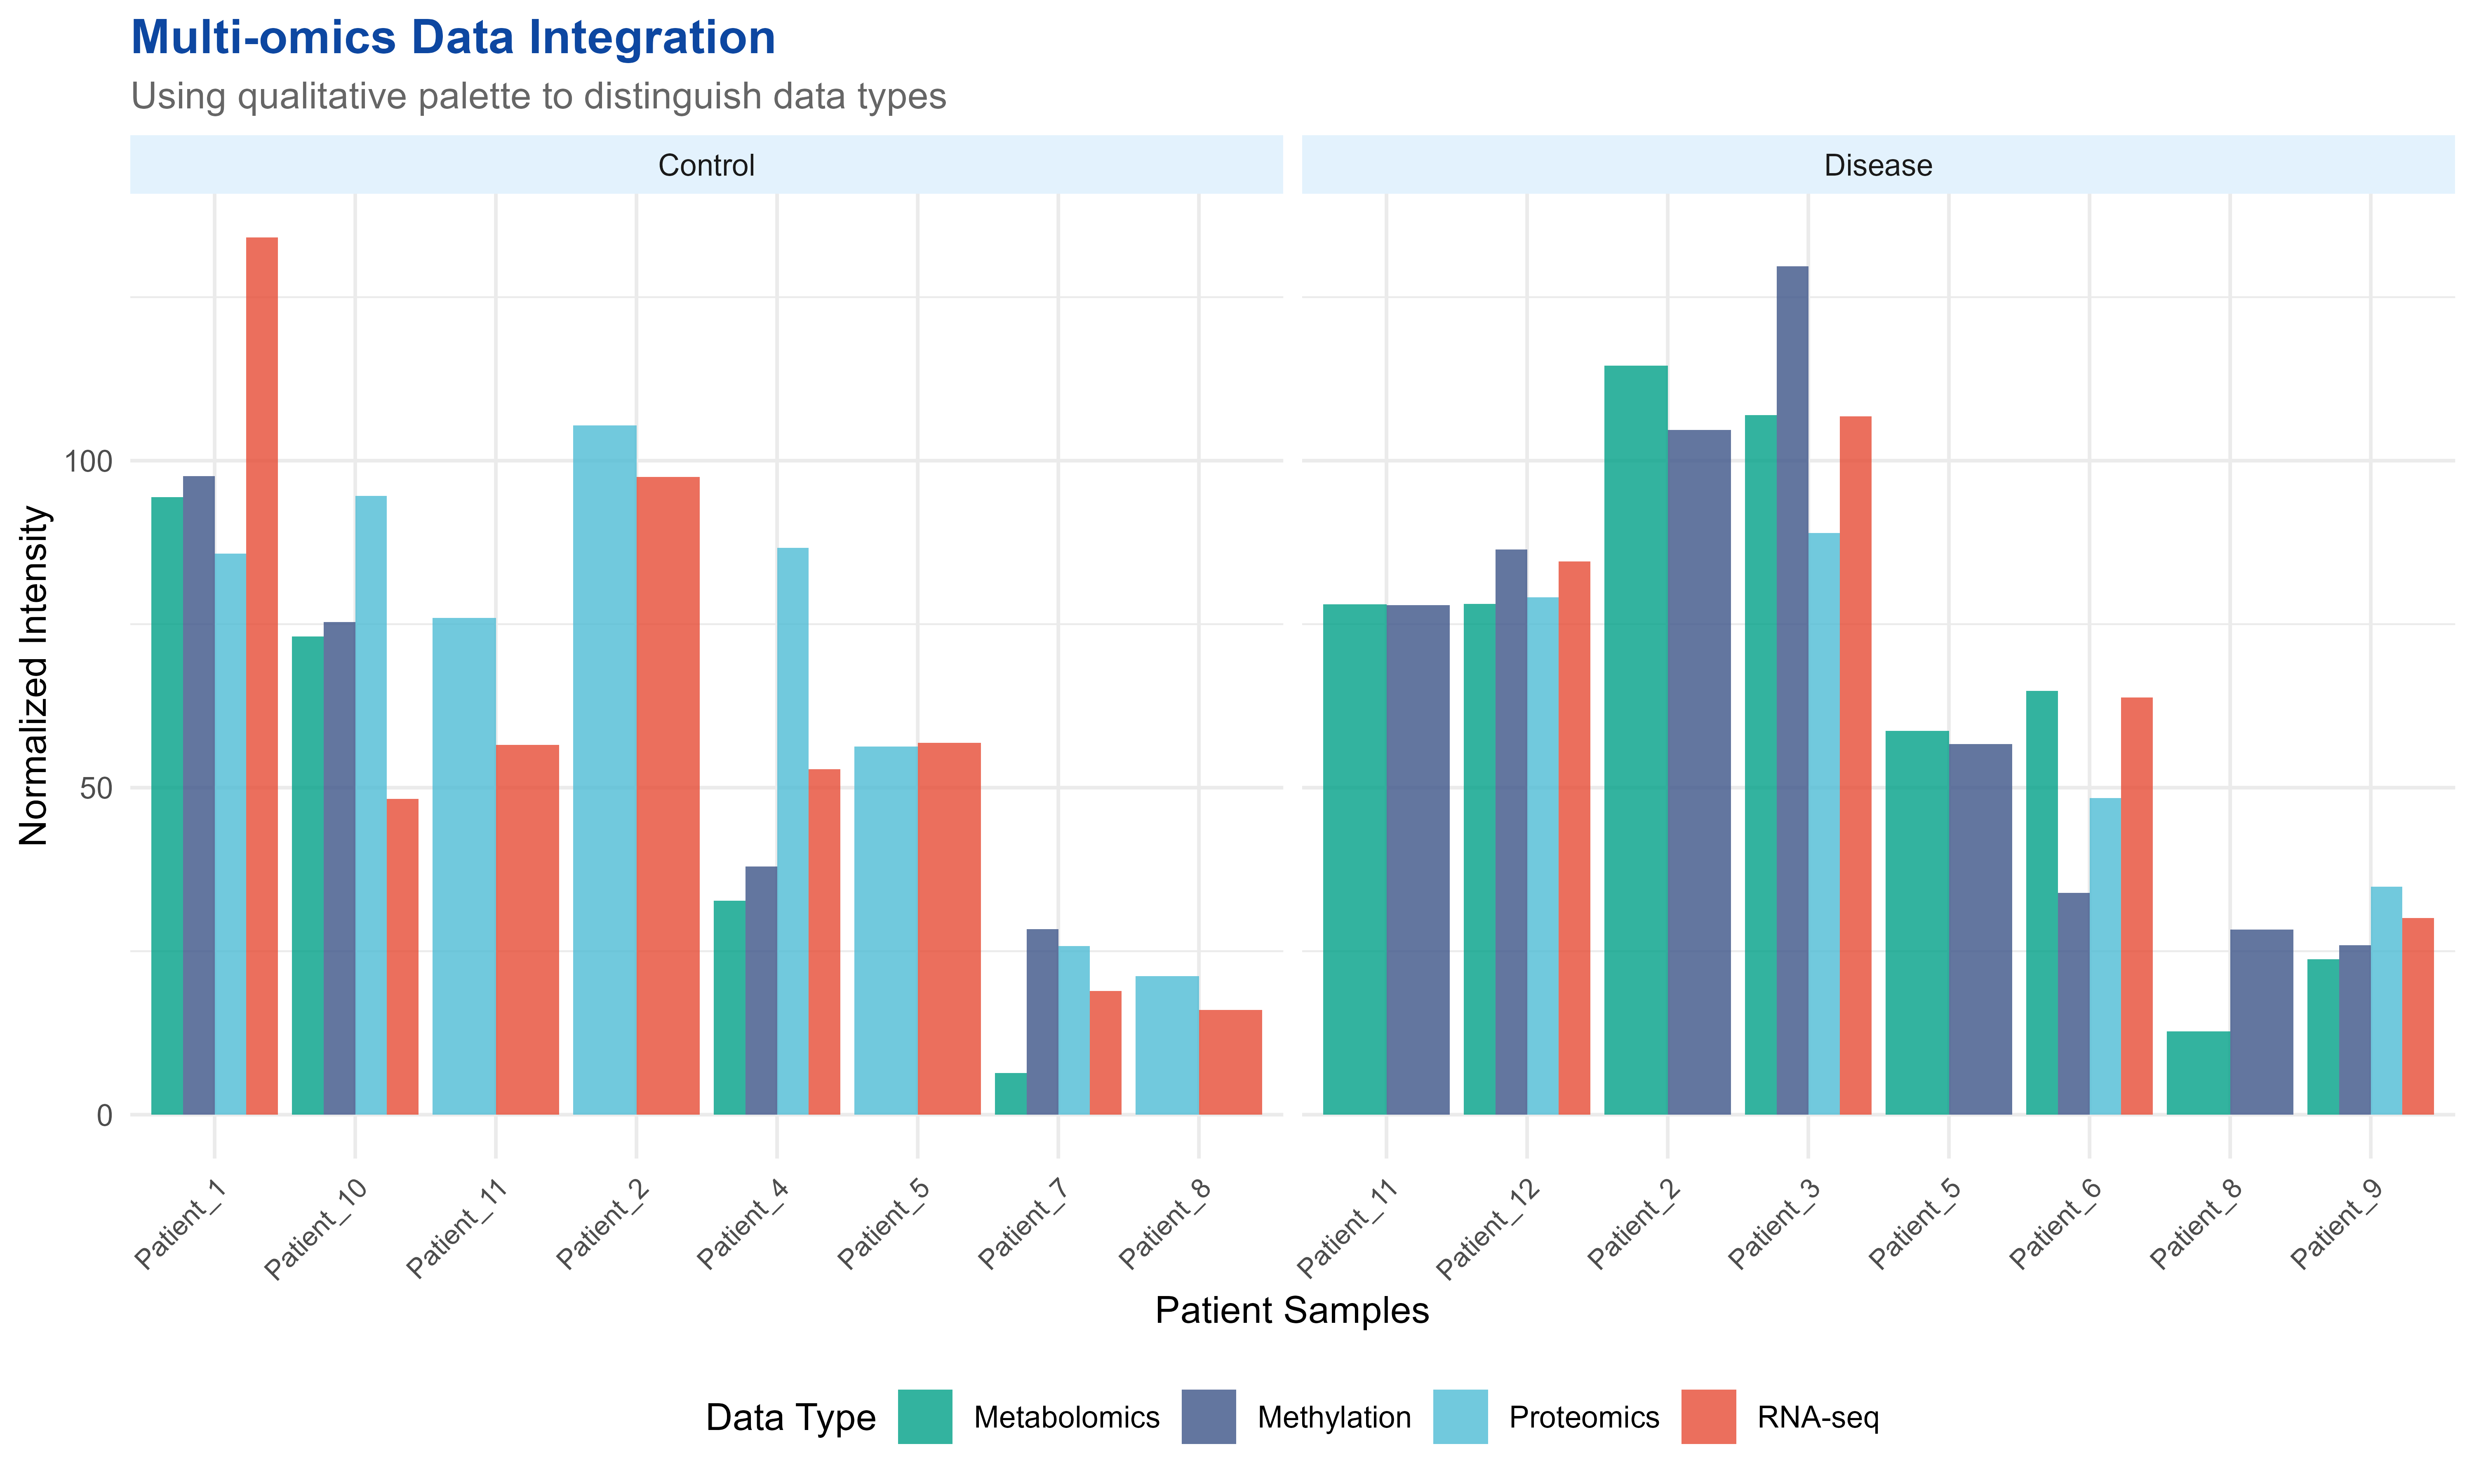 Multi-omics Data Integration
Using qualitative palette to distinguish data types
Control
Disease
Normalized Intensity
100
50
0
Patient_1
Patient_10
Patient_11
Patient_2
Patient_4
Patient_5
Patient_7
Patient_8
Patient_11
Patient_12
Patient_2
Patient_3
Patient_5
Patient_6
Patient_8
Patient_9
Patient Samples
Data Type
Metabolomics
Methylation
Proteomics
RNA-seq